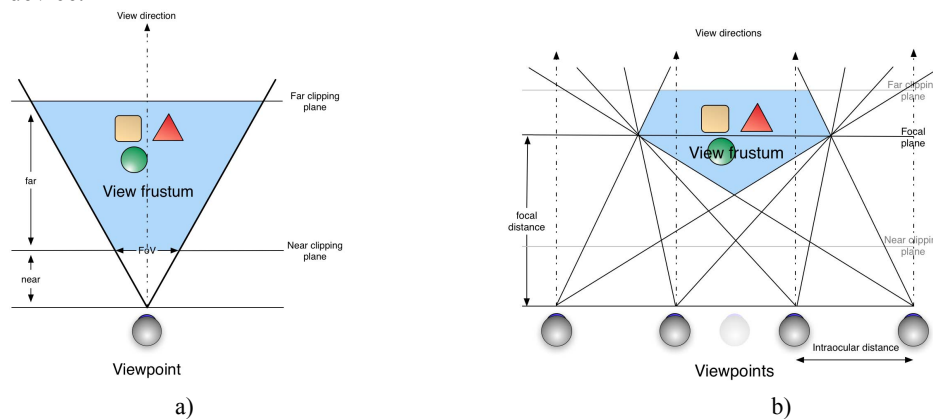 View direction
Far clipping
plane
far
View frustum
FoV
Near clipping
plane
near
Viewpoint
a)
View directions
Far clipping
plane
Focal
plane
View frustum
focal
distance
Near clipping
plane
Intraocular distance
Viewpoints
b)